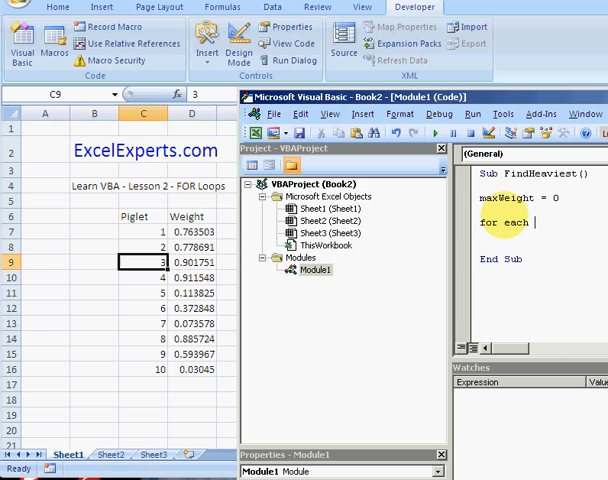 Home Insert Page Layout Formulas Data Review View Developer
Visual Basic
Macros
Record Macro
Use Relative References
Macro Security
Code
Insert
Design Mode
Properties
View Code
Run Dialog
Controls
Source
Map Properties
Expansion Packs
Refresh Data
Import
Export
XML
C9 fx 3
A B C D
1
2 ExcelExperts.com
3
4 Learn VBA - Lesson 2 - FOR Loops
5
6 Piglet Weight
7 1 0.763503
8 2 0.778691
9 3 0.901751
10 4 0.911548
11 5 0.113825
12 6 0.372848
13 7 0.073578
14 8 0.885724
15 9 0.593967
16 10 0.03045
17
18
19
20
21
Sheet1 Sheet2 Sheet3
Ready
Microsoft Visual Basic - Book2 - [Module1 (Code)]
File Edit View Insert Format Debug Run Tools Add-Ins Window
Project - VBAProject
VBAProject (Book2)
Microsoft Excel Objects
Sheet1 (Sheet1)
Sheet2 (Sheet2)
Sheet3 (Sheet3)
ThisWorkbook
Modules
Module1
Properties - Module1
Module1 Module
(General)
Sub FindHeaviest()
maxWeight = 0
for each
End Sub
Watches
Expression